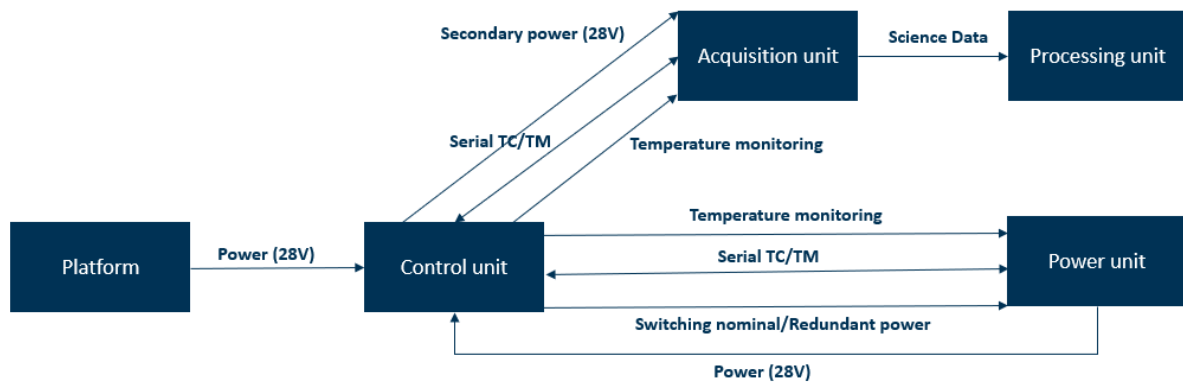 Secondary power (28V)
Acquisition unit
Science Data
Processing unit
Serial TC/TM
Temperature monitoring
Platform
Power (28V)
Control unit
Temperature monitoring
Serial TC/TM
Switching nominal/Redundant power
Power unit
Power (28V)